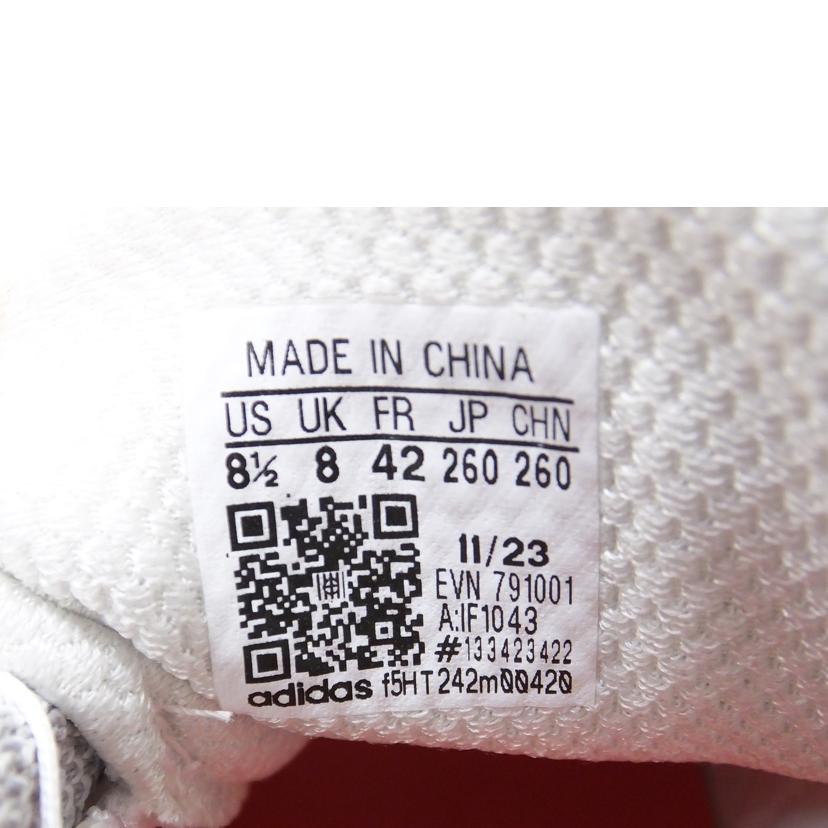 MADE IN CHINA
US UK FR JP CHN
8½ 8 42 260 260
11/23
EVN 791001
A:IF1043
#133423422
adidas f5HT242m00420